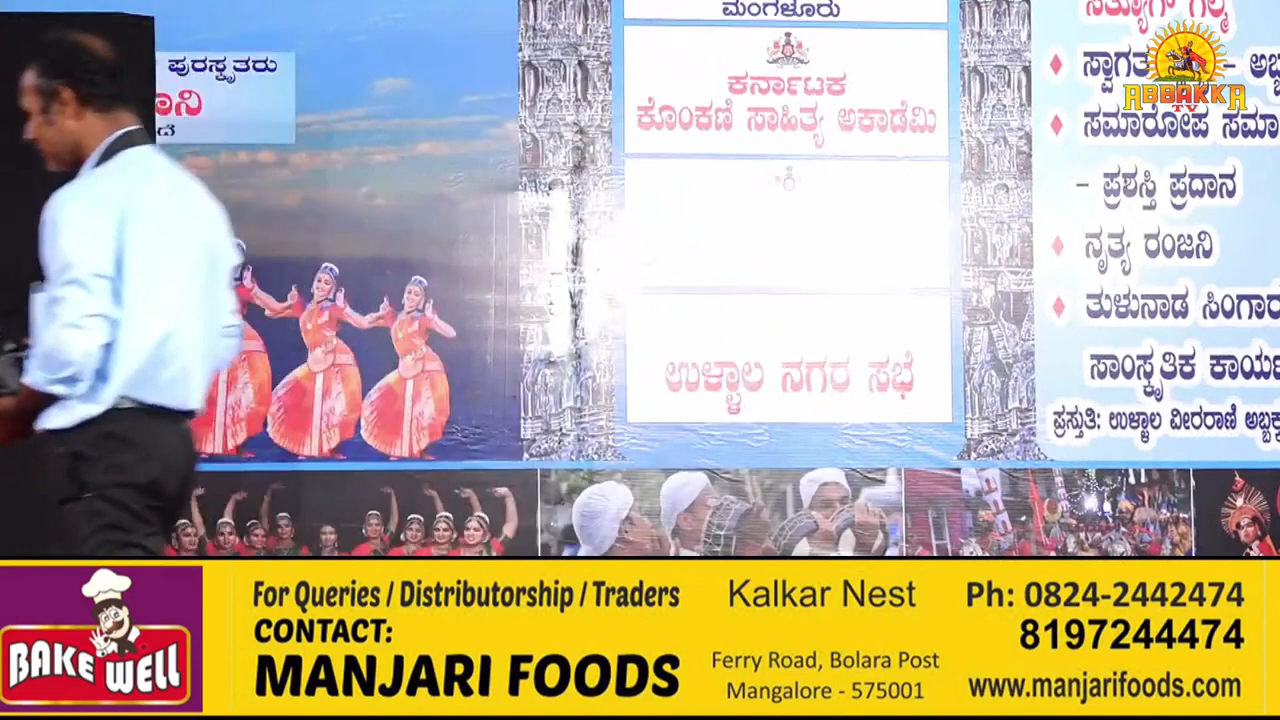 ಮಂಗಳೂರು
ಪುರಸ್ಕೃತರು
ಕರ್ನಾಟಕ
ಕೊಂಕಣಿ ಸಾಹಿತ್ಯ ಅಕಾಡೆಮಿ
ಉಳ್ಳಾಲ ನಗರ ಸಭೆ
ABBAKKA
TV
ಸಮಾರೋಪ
– ಪ್ರಶಸ್ತಿ ಪ್ರದಾನ
ನೃತ್ಯ ರಂಜನಿ
ತುಳುನಾಡ
ಸಾಂಸ್ಕೃತಿಕ
ಪ್ರಸ್ತುತಿ: ಉಳ್ಳಾಲ ವೀರರಾಣಿ
BAKE WELL
For Queries / Distributorship / Traders
CONTACT:
MANJARI FOODS
Kalkar Nest
Ferry Road, Bolara Post
Mangalore - 575001
Ph: 0824-2442474
8197244474
www.manjarifoods.com